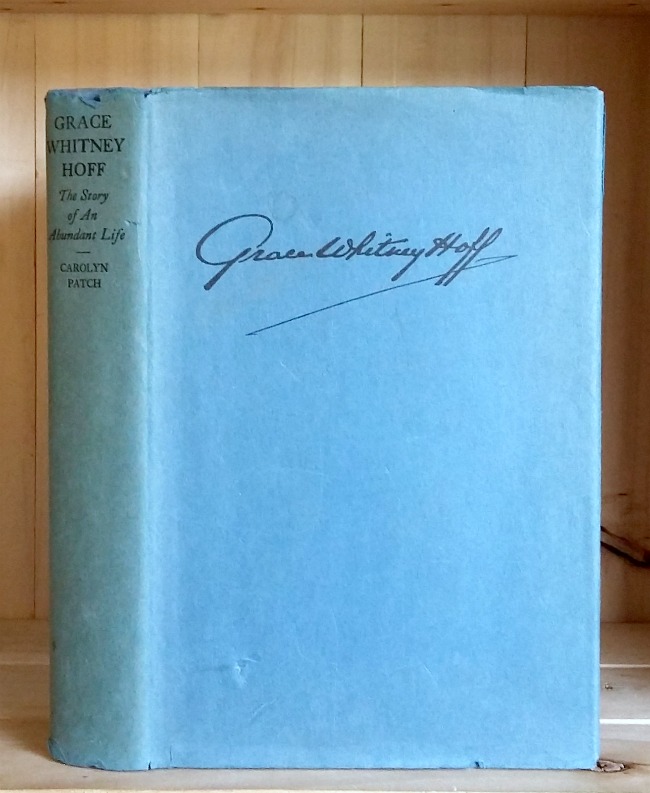 GRACE
WHITNEY
HOFF
The Story
of An
Abundant Life
CAROLYN
PATCH
Grace Whitney Hoff